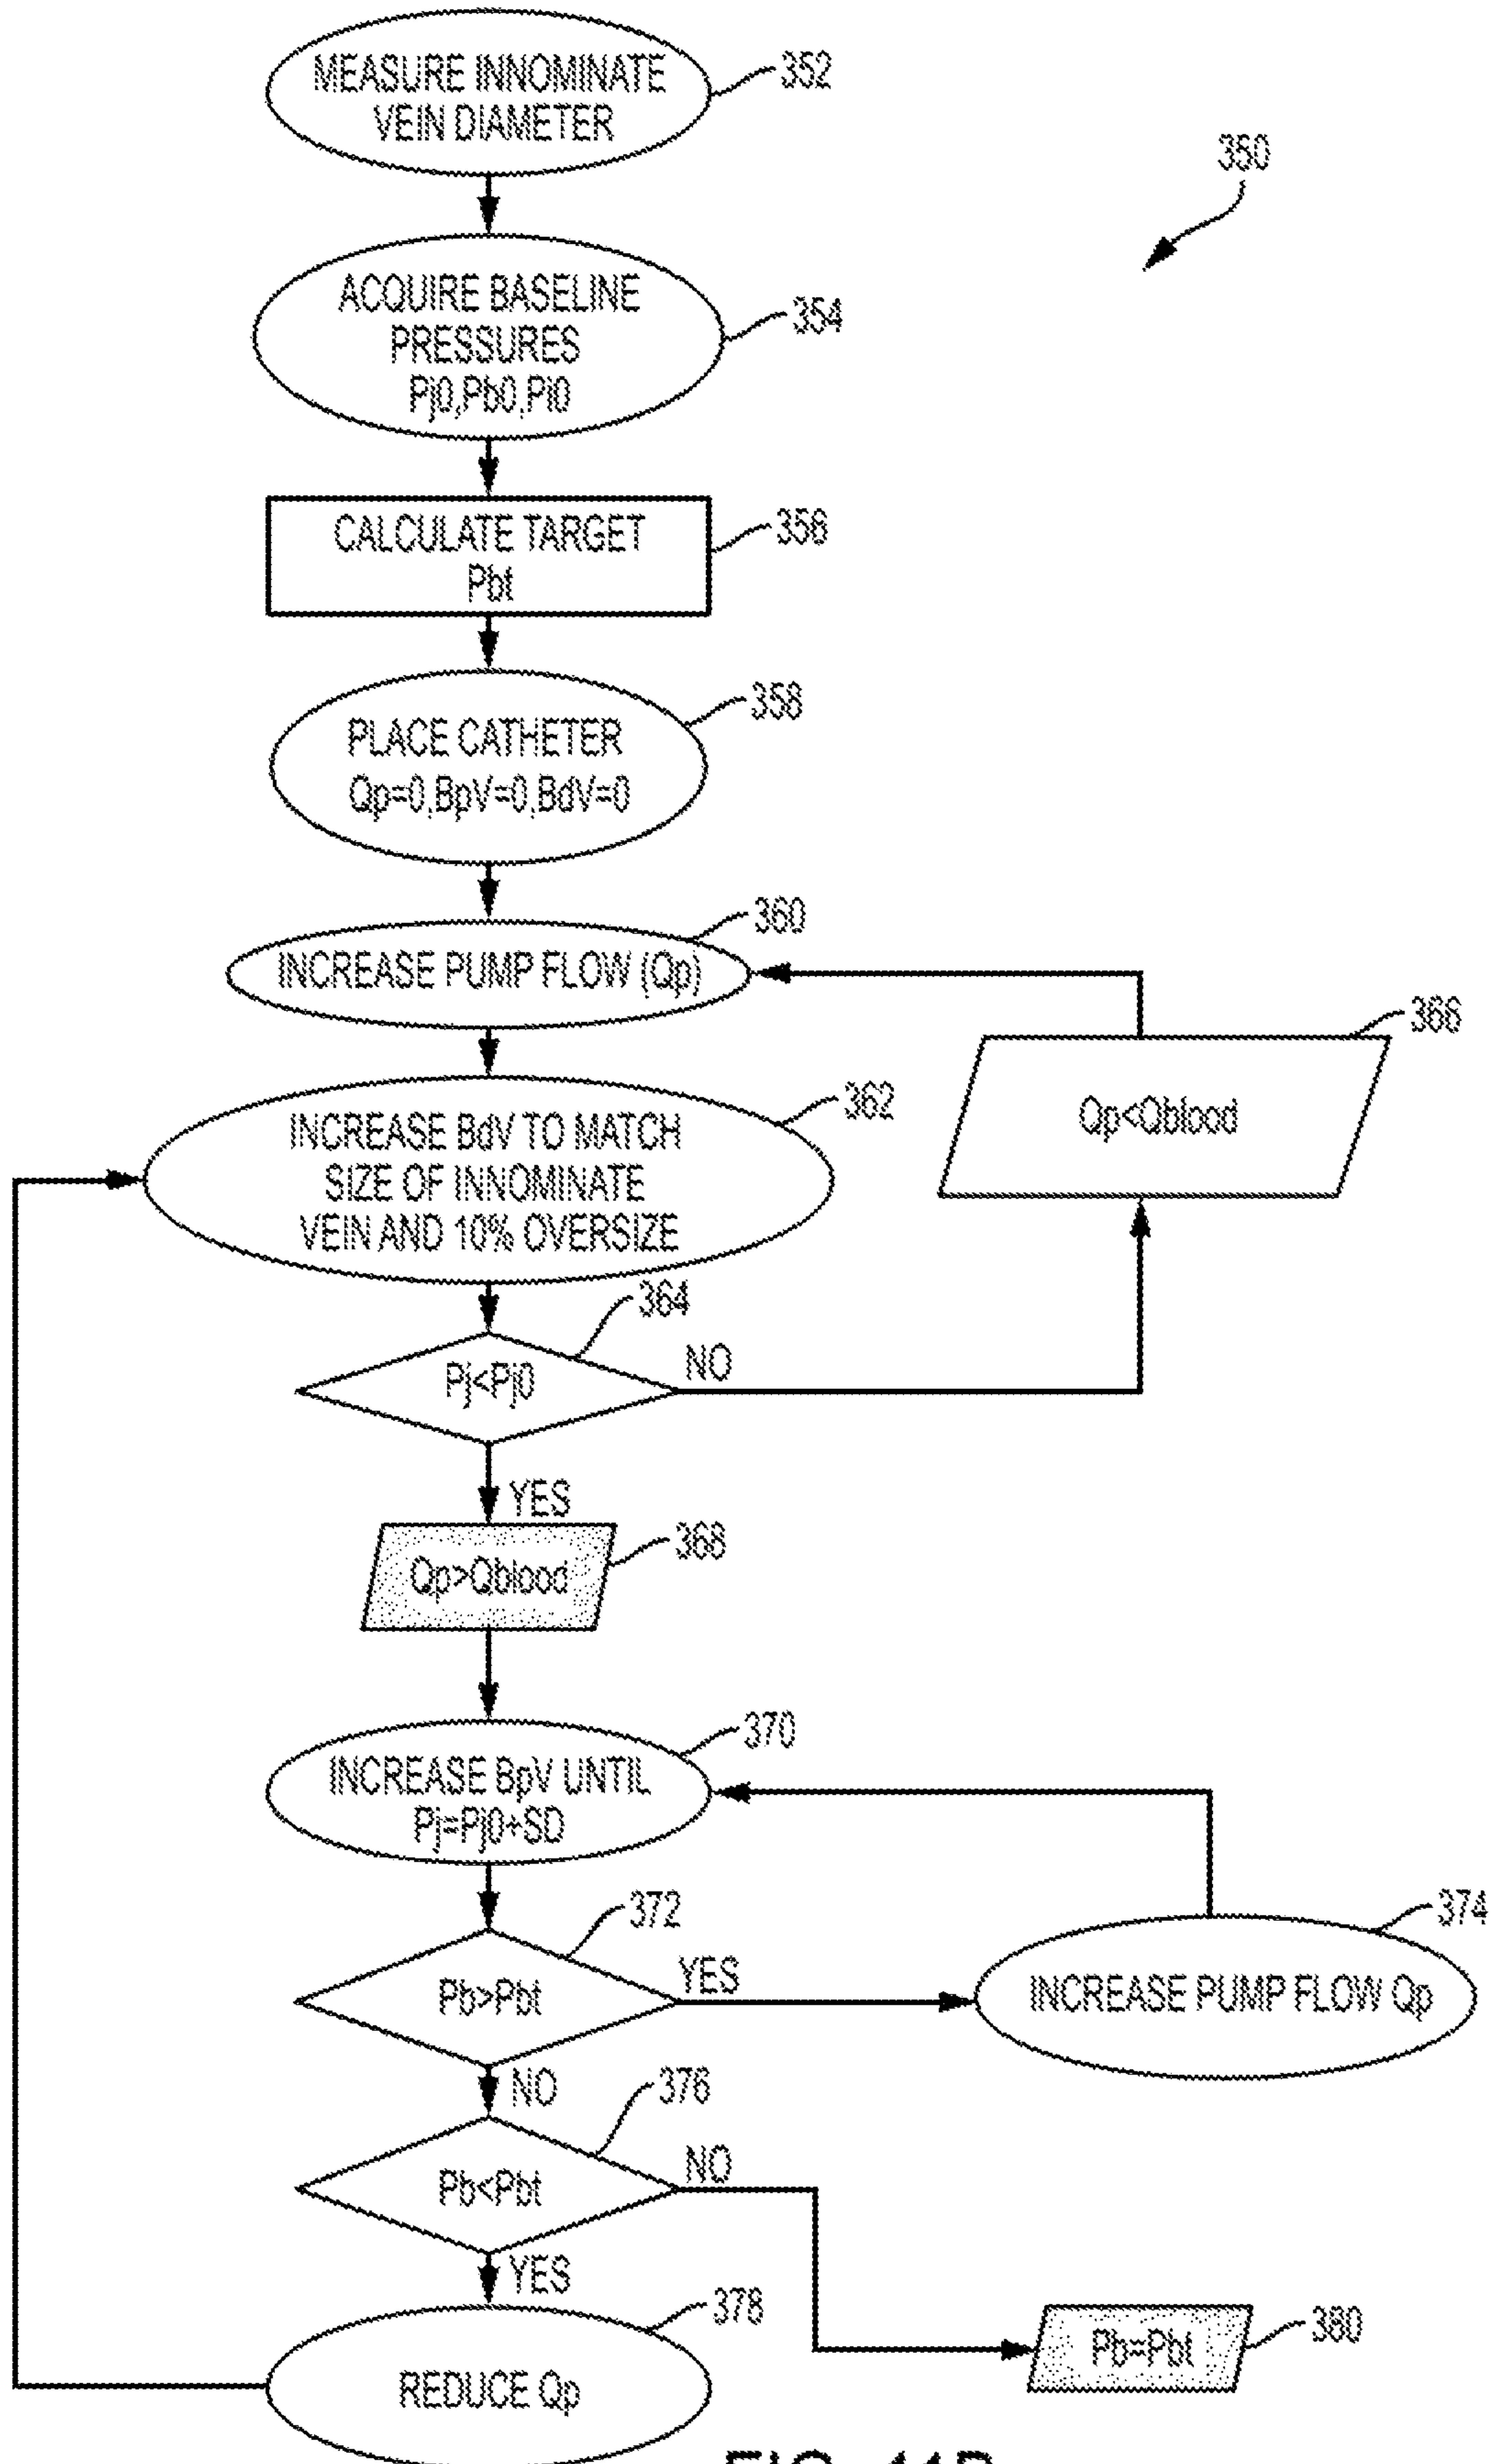 MEASURE INNOMINATE
VEIN DIAMETER
352
350
ACQUIRE BASELINE
PRESSURES
Pj0,Pb0,Pi0
354
CALCULATE TARGET
Pbt
356
PLACE CATHETER
Qp=0,BpV=0,BdV=0
358
INCREASE PUMP FLOW (Qp)
360
Qp<Qblood
366
INCREASE BdV TO MATCH
SIZE OF INNOMINATE
VEIN AND 10% OVERSIZE
362
Pj<Pj0
364
NO
YES
Qp>Qblood
368
INCREASE BpV UNTIL
Pj=Pj0+SD
370
Pb>Pbt
372
YES
INCREASE PUMP FLOW Qp
374
NO
Pb<Pbt
376
NO
YES
REDUCE Qp
378
Pb=Pbt
380